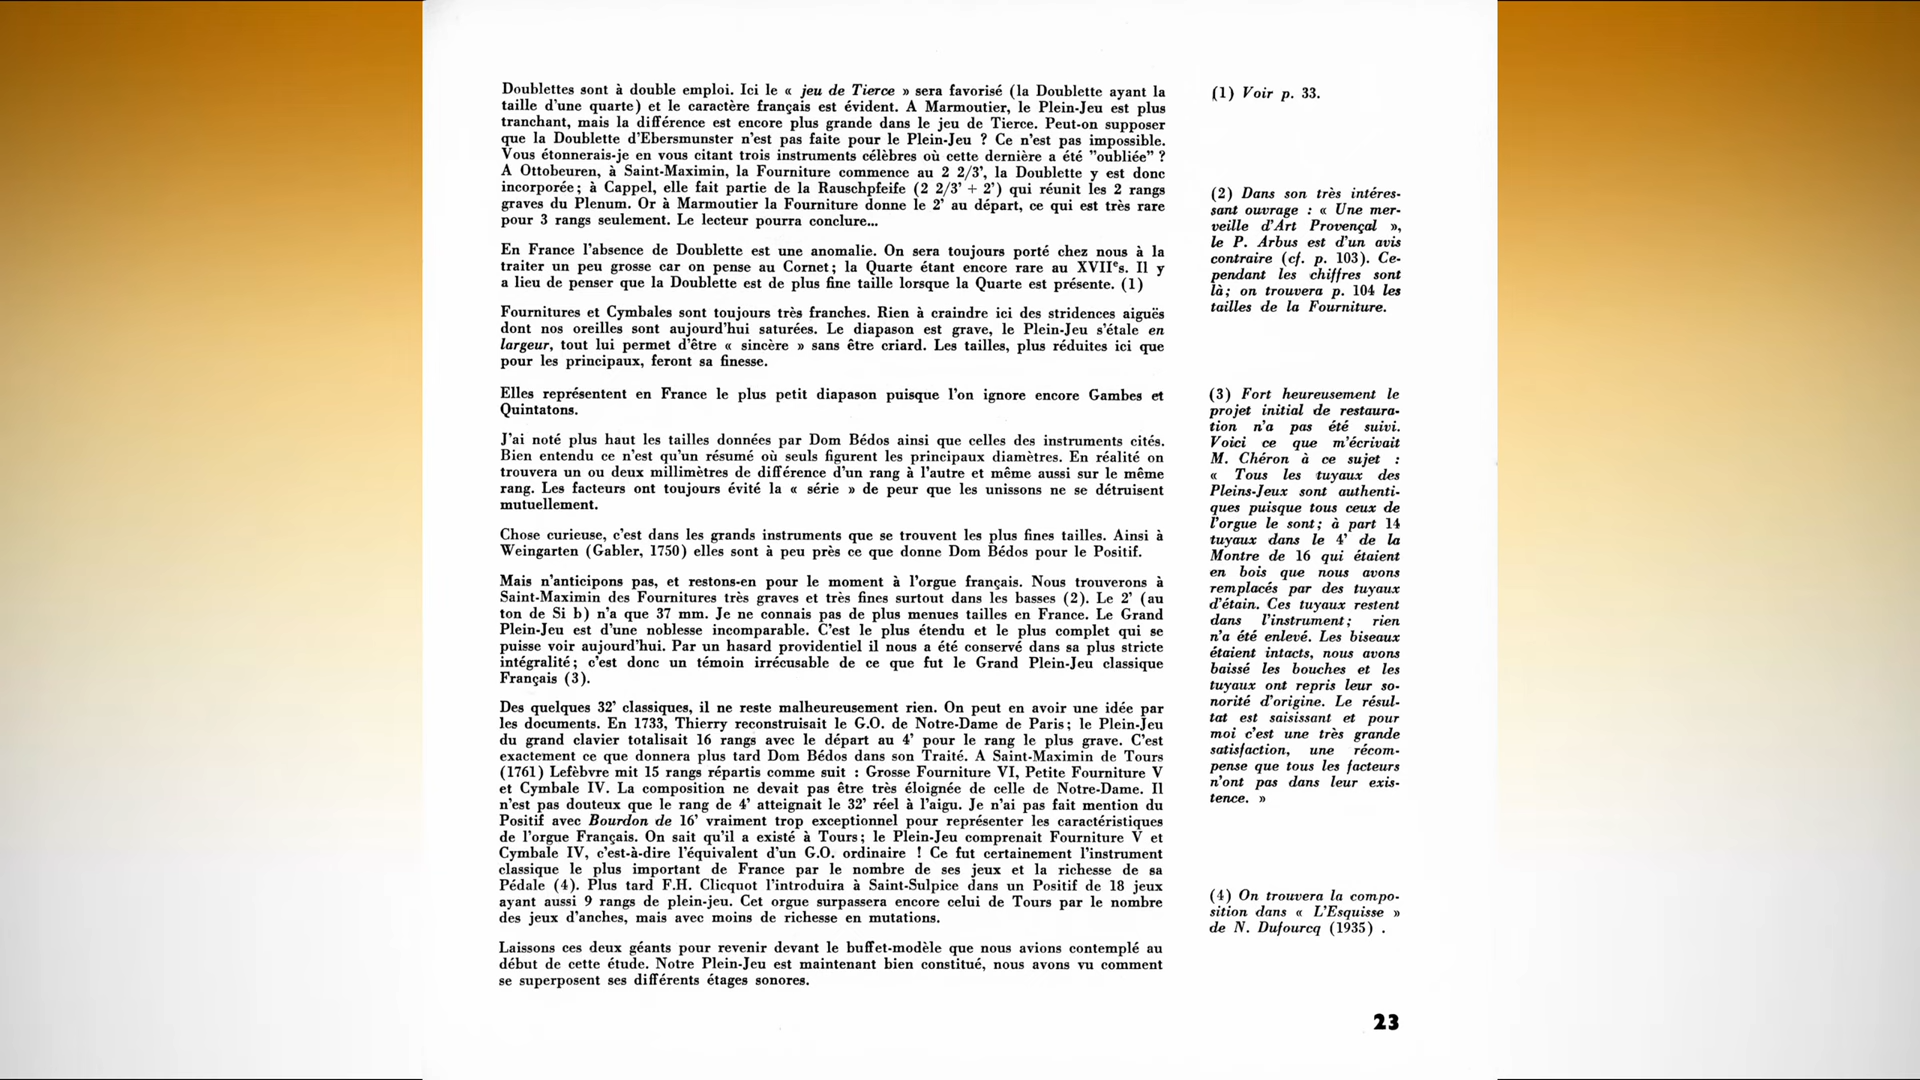 Doublettes sont à double emploi. Ici le « jeu de Tierce » sera favorisé (la Doublette ayant la
taille d'une quarte) et le caractère français est évident. A Marmoutier, le Plein-Jeu est plus
tranchant, mais la différence est encore plus grande dans le jeu de Tierce. Peut-on supposer
que la Doublette d'Ebersmunster n'est pas faite pour le Plein-Jeu ? Ce n'est pas impossible.
Vous étonnerais-je en vous citant trois instruments célèbres où cette dernière a été "oubliée" ?
A Ottobeuren, à Saint-Maximin, la Fourniture commence au 2 2/3', la Doublette y est donc
incorporée ; à Cappel, elle fait partie de la Rauschpfeife (2 2/3' + 2') qui réunit les 2 rangs
graves du Plenum. Or à Marmoutier la Fourniture donne le 2' au départ, ce qui est très rare
pour 3 rangs seulement. Le lecteur pourra conclure...
En France l'absence de Doublette est une anomalie. On sera toujours porté chez nous à la
traiter un peu grosse car on pense au Cornet ; la Quarte étant encore rare au XVIIᵉs. Il y
a lieu de penser que la Doublette est de plus fine taille lorsque la Quarte est présente. (1)
Fournitures et Cymbales sont toujours très franches. Rien à craindre ici des stridences aiguës
dont nos oreilles sont aujourd'hui saturées. Le diapason est grave, le Plein-Jeu s'étale en
largeur, tout lui permet d'être « sincère » sans être criard. Les tailles, plus réduites ici que
pour les principaux, feront sa finesse.
Elles représentent en France le plus petit diapason puisque l'on ignore encore Gambes et
Quintatons.
J'ai noté plus haut les tailles données par Dom Bédos ainsi que celles des instruments cités.
Bien entendu ce n'est qu'un résumé où seuls figurent les principaux diamètres. En réalité on
trouvera un ou deux millimètres de différence d'un rang à l'autre et même aussi sur le même
rang. Les facteurs ont toujours évité la « série » de peur que les unissons ne se détruisent
mutuellement.
Chose curieuse, c'est dans les grands instruments que se trouvent les plus fines tailles. Ainsi à
Weingarten (Gabler, 1750) elles sont à peu près ce que donne Dom Bédos pour le Positif.
Mais n'anticipons pas, et restons-en pour le moment à l'orgue français. Nous trouverons à
Saint-Maximin des Fournitures très graves et très fines surtout dans les basses (2). Le 2' (au
ton de Si b) n'a que 37 mm. Je ne connais pas de plus menues tailles en France. Le Grand
Plein-Jeu est d'une noblesse incomparable. C'est le plus étendu et le plus complet qui se
puisse voir aujourd'hui. Par un hasard providentiel il nous a été conservé dans sa plus stricte
intégralité ; c'est donc un témoin irrécusable de ce que fut le Grand Plein-Jeu classique
Français (3).
Des quelques 32' classiques, il ne reste malheureusement rien. On peut en avoir une idée par
les documents. En 1733, Thierry reconstruisait le G.O. de Notre-Dame de Paris ; le Plein-Jeu
du grand clavier totalisait 16 rangs avec le départ au 4' pour le rang le plus grave. C'est
exactement ce que donnera plus tard Dom Bédos dans son Traité. A Saint-Maximin de Tours
(1761) Lefèbvre mit 15 rangs répartis comme suit : Grosse Fourniture VI, Petite Fourniture V
et Cymbale IV. La composition ne devait pas être très éloignée de celle de Notre-Dame. Il
n'est pas douteux que le rang de 4' atteignait le 32' réel à l'aigu. Je n'ai pas fait mention du
Positif avec Bourdon de 16' vraiment trop exceptionnel pour représenter les caractéristiques
de l'orgue Français. On sait qu'il a existé à Tours ; le Plein-Jeu comprenait Fourniture V et
Cymbale IV, c'est-à-dire l'équivalent d'un G.O. ordinaire ! Ce fut certainement l'instrument
classique le plus important de France par le nombre de ses jeux et la richesse de sa
Pédale (4). Plus tard F.H. Clicquot l'introduira à Saint-Sulpice dans un Positif de 18 jeux
ayant aussi 9 rangs de plein-jeu. Cet orgue surpassera encore celui de Tours par le nombre
des jeux d'anches, mais avec moins de richesse en mutations.
Laissons ces deux géants pour revenir devant le buffet-modèle que nous avions contemplé au
début de cette étude. Notre Plein-Jeu est maintenant bien constitué, nous avons vu comment
se superposent ses différents étages sonores.
(1) Voir p. 33.
(2) Dans son très intéres-
sant ouvrage : « Une mer-
veille d'Art Provençal »,
le P. Arbus est d'un avis
contraire (cf. p. 103). Ce-
pendant les chiffres sont
là ; on trouvera p. 104 les
tailles de la Fourniture.
(3) Fort heureusement le
projet initial de restaura-
tion n'a pas été suivi.
Voici ce que m'écrivait
M. Chéron à ce sujet :
« Tous les tuyaux des
Pleins-Jeux sont authenti-
ques puisque tous ceux de
l'orgue le sont ; à part 14
tuyaux dans le 4' de la
Montre de 16 qui étaient
en bois que nous avons
remplacés par des tuyaux
d'étain. Ces tuyaux restent
dans l'instrument ; rien
n'a été enlevé. Les biseaux
étaient intacts, nous avons
baissé les bouches et les
tuyaux ont repris leur so-
norité d'origine. Le résul-
tat est saisissant et pour
moi c'est une très grande
satisfaction, une récom-
pense que tous les facteurs
n'ont pas dans leur exis-
tence. »
(4) On trouvera la compo-
sition dans « L'Esquisse »
de N. Dufourcq (1935) .
23